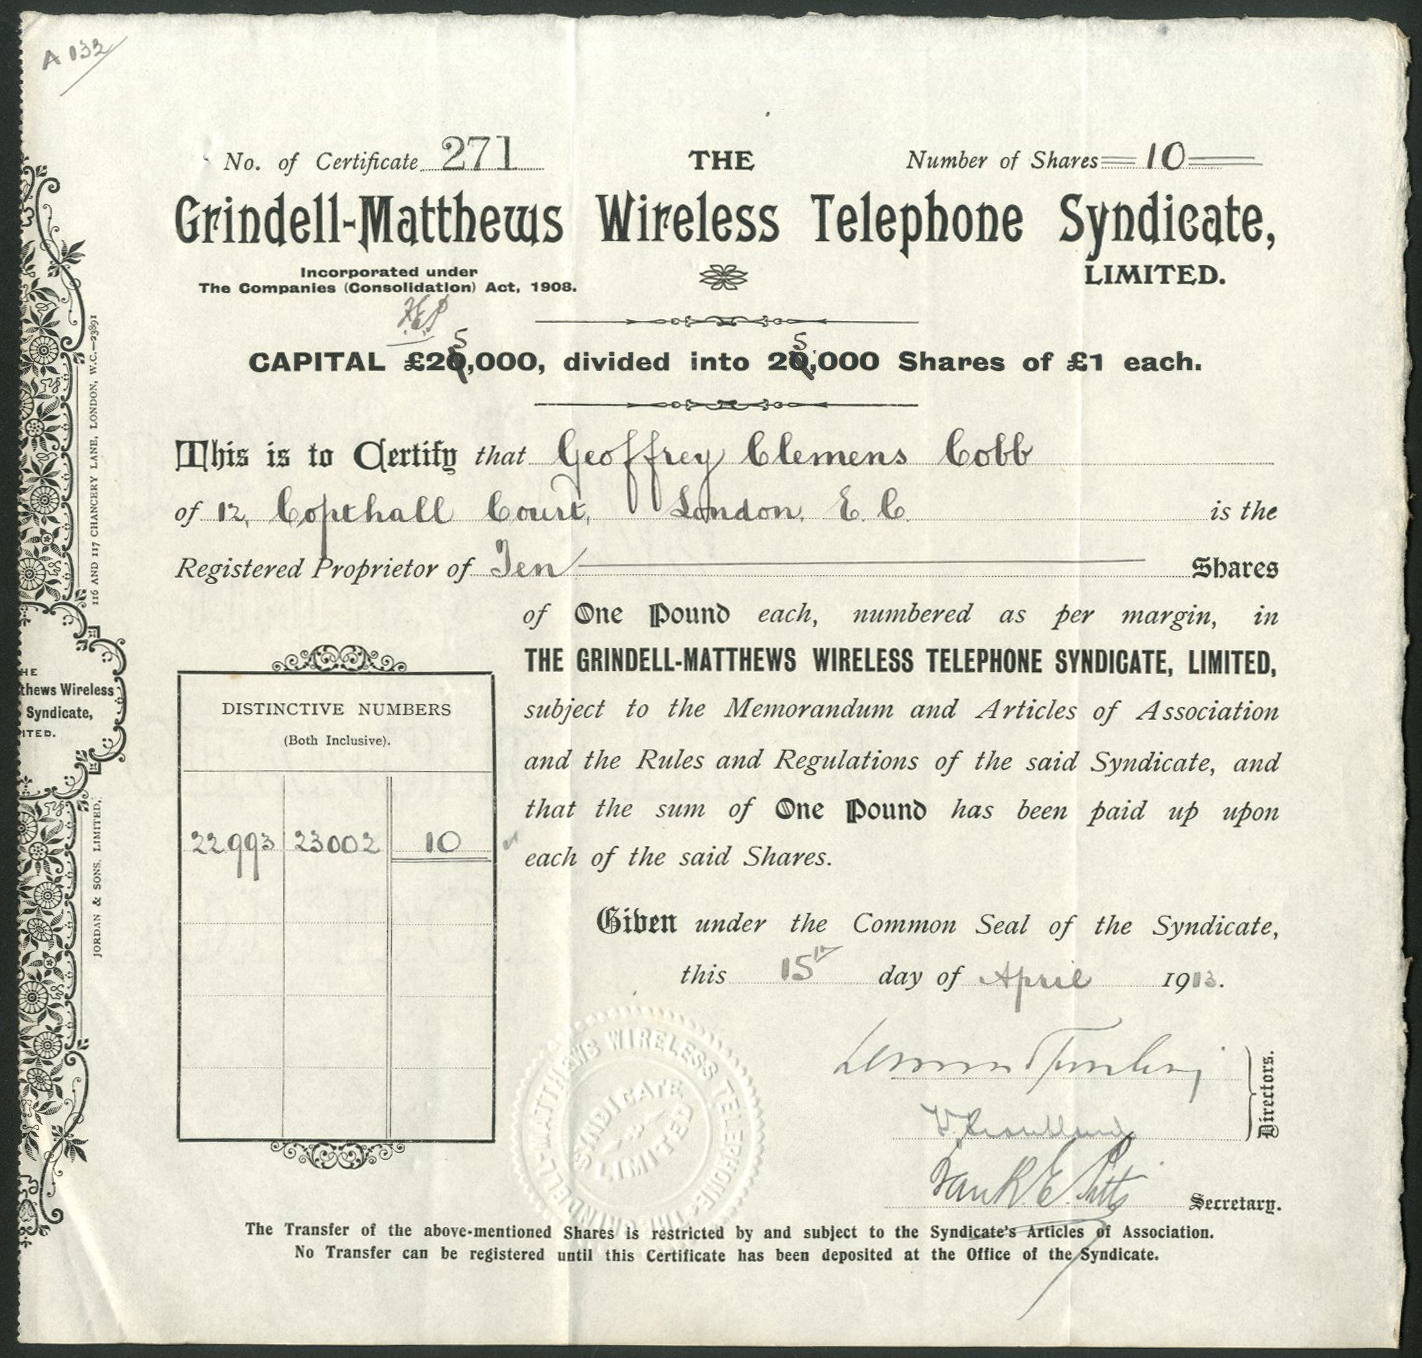 A 132
No. of Certificate 271
THE
Number of Shares 10
Grindell-Matthews Wireless Telephone Syndicate,
LIMITED.
Incorporated under
The Companies (Consolidation) Act, 1908.
CAPITAL £25,000, divided into 25,000 Shares of £1 each.
This is to Certify that Geoffrey Clemens Cobb
of 12, Copthall Court, London. E. C. is the
Registered Proprietor of Ten Shares
of One Pound each, numbered as per margin, in
THE GRINDELL-MATTHEWS WIRELESS TELEPHONE SYNDICATE, LIMITED,
subject to the Memorandum and Articles of Association
and the Rules and Regulations of the said Syndicate, and
that the sum of One Pound has been paid up upon
each of the said Shares.
DISTINCTIVE NUMBERS
(Both Inclusive).
22993 23002 10
Given under the Common Seal of the Syndicate,
this 15th day of April 1913.
Directors.
Frank E. Potts
Secretary.
THE GRINDELL-MATTHEWS WIRELESS TELEPHONE
SYNDICATE
LIMITED
The Transfer of the above-mentioned Shares is restricted by and subject to the Syndicate's Articles of Association.
No Transfer can be registered until this Certificate has been deposited at the Office of the Syndicate.
HE
thews Wireless
Syndicate,
ITED.
JORDAN & SONS, LIMITED,
116 AND 117 CHANCERY LANE, LONDON, W.C.—23891